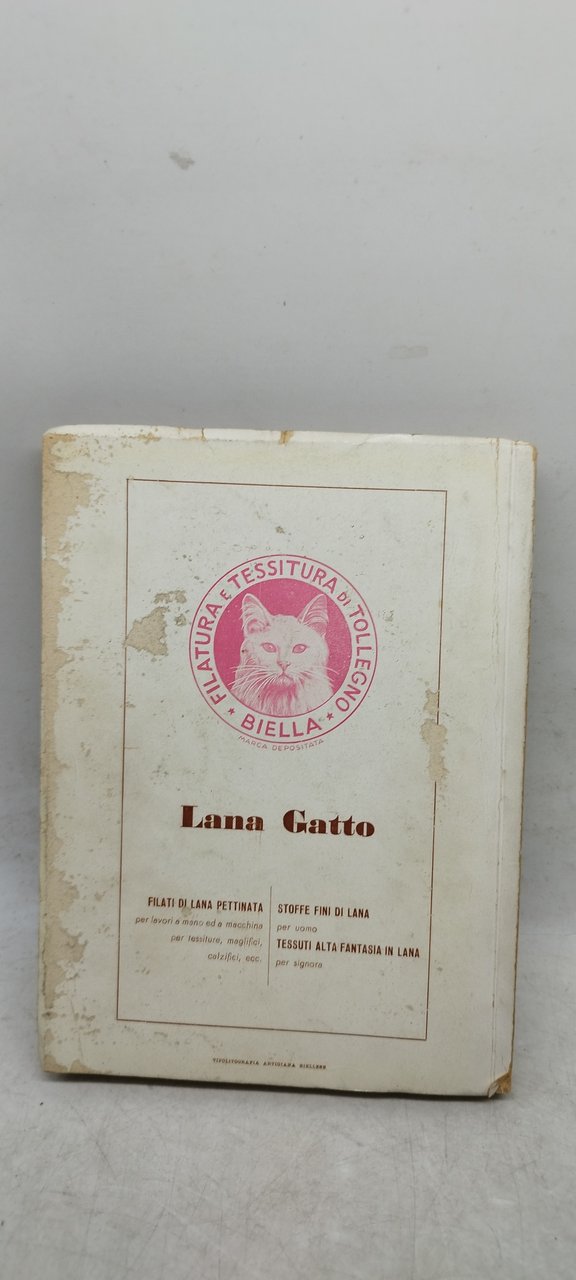 FILATURA E TESSITURA DI TOLLEGNO
★ BIELLA ★
MARCA DEPOSITATA
Lana Gatto
FILATI DI LANA PETTINATA
per lavori a mano ed a macchina
per tessiture, maglifici,
calzifici, ecc.
STOFFE FINI DI LANA
per uomo
TESSUTI ALTA FANTASIA IN LANA
per signora
TIPOLITOGRAFIA ARTIGIANA BIELLESE